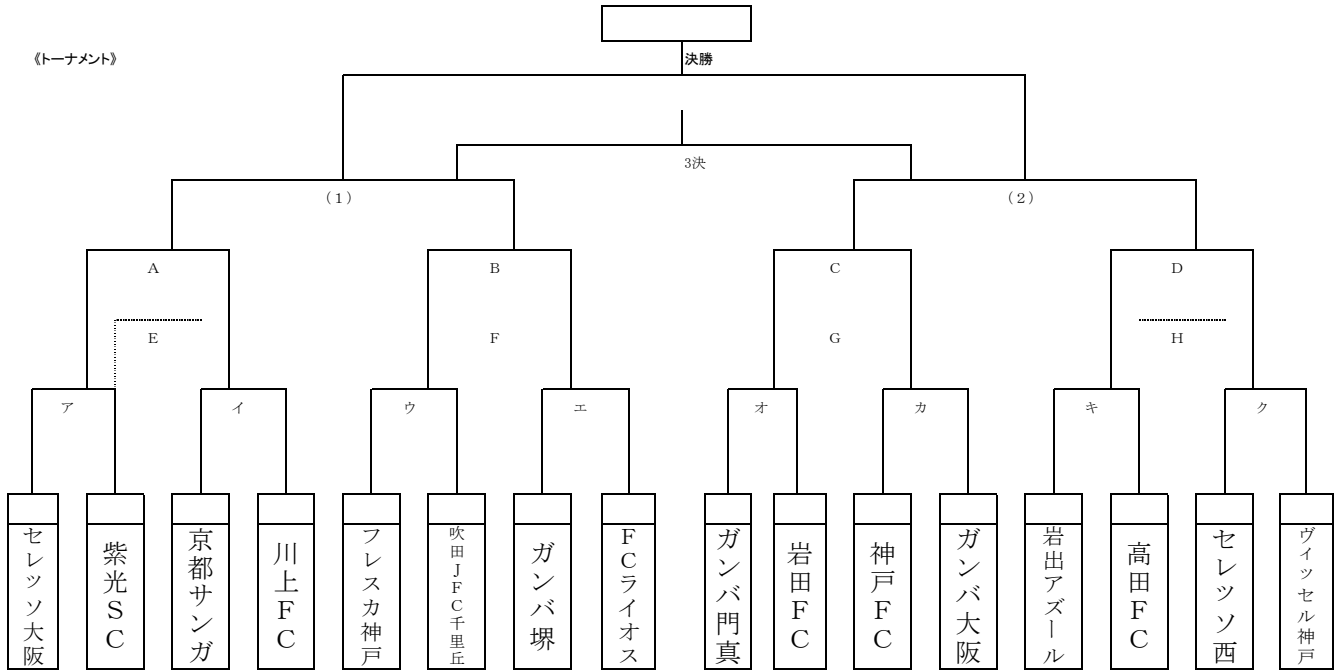 《トーナメント》
決勝
3決
(1)
(2)
A
B
C
D
E
F
G
H
ア
イ
ウ
エ
オ
カ
キ
ク
セレッソ大阪
紫光SC
京都サンガ
川上FC
フレスカ神戸
吹田JFC千里丘
ガンバ堺
FCライオス
ガンバ門真
岩田FC
神戸FC
ガンバ大阪
岩出アズール
高田FC
セレッソ西
ヴィッセル神戸